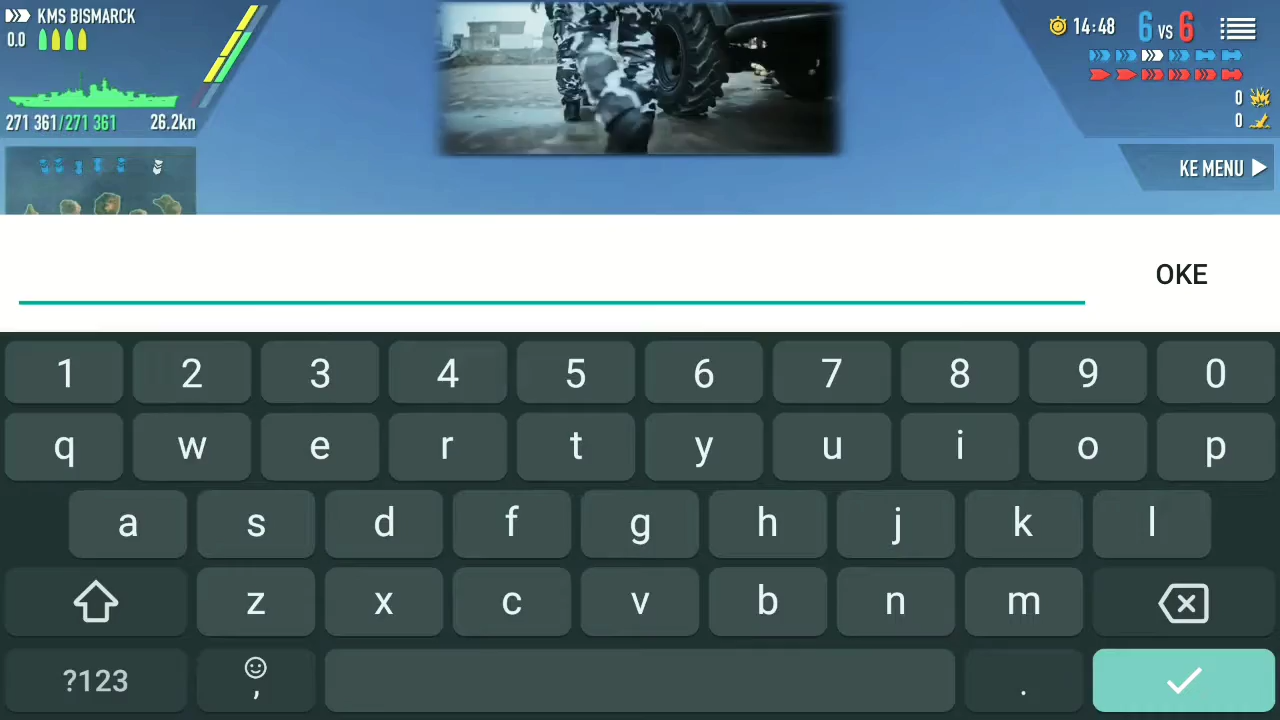 KMS BISMARCK
0.0
271 361/271 361 26.2kn
14:48 6 VS 6
0
0
KE MENU
OKE
1 2 3 4 5 6 7 8 9 0
q w e r t y u i o p
a s d f g h j k l
z x c v b n m
?123 , .